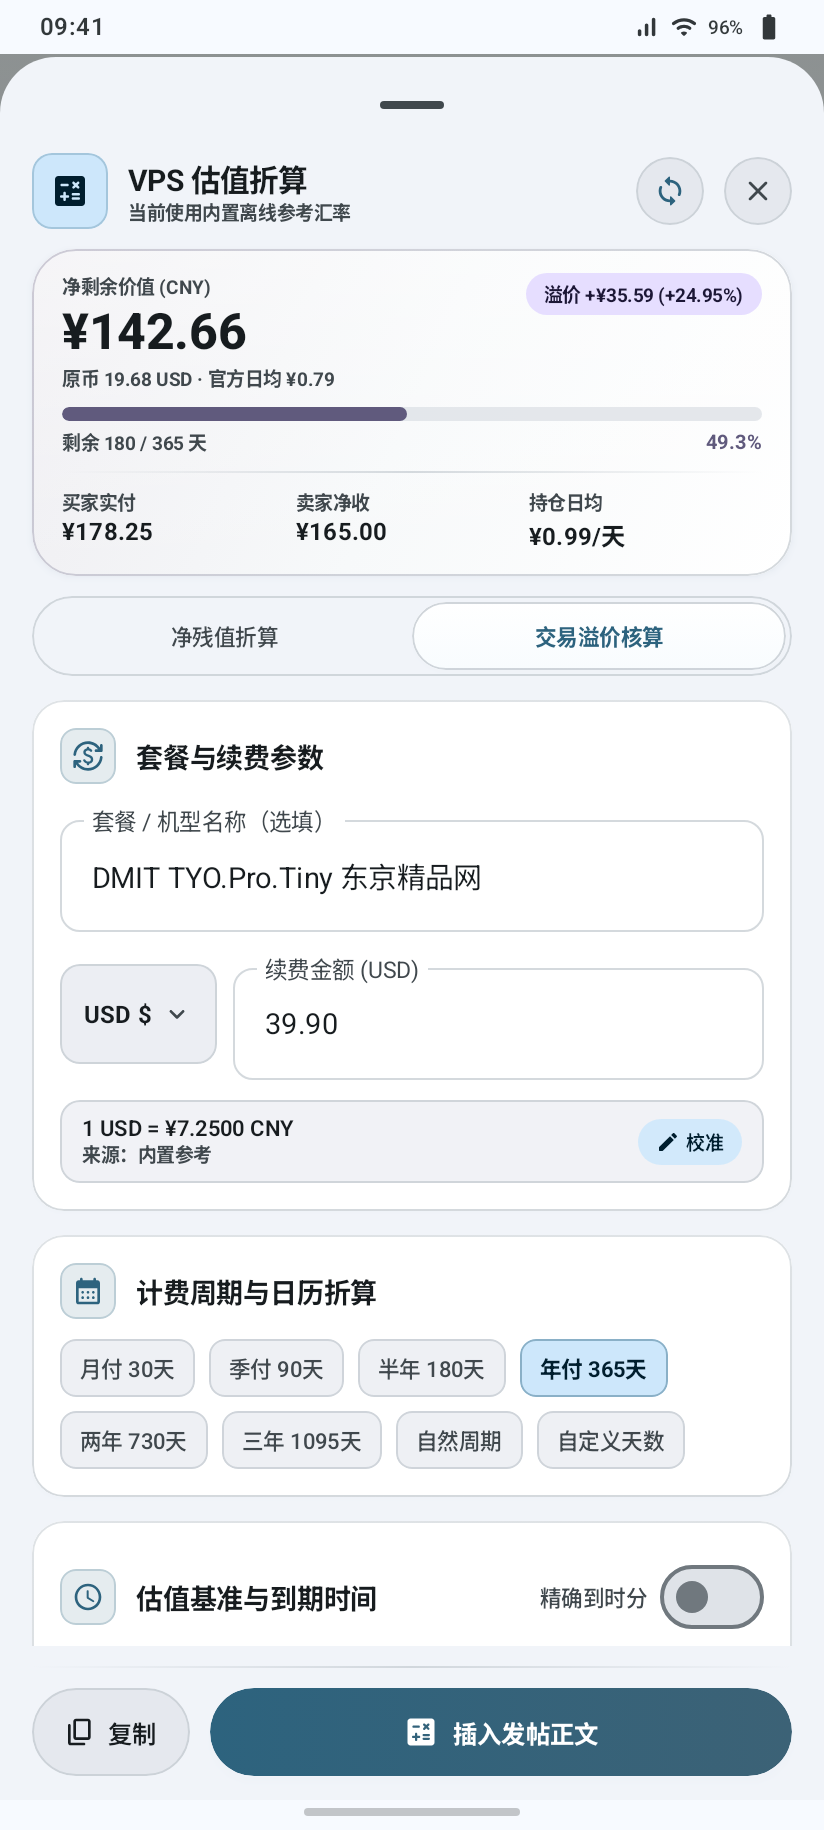 09:41
96%
VPS 估值折算
当前使用内置离线参考汇率
净剩余价值 (CNY)
溢价 +¥35.59 (+24.95%)
¥142.66
原币 19.68 USD · 官方日均 ¥0.79
剩余 180 / 365 天
49.3%
买家实付
卖家净收
持仓日均
¥178.25
¥165.00
¥0.99/天
净残值折算
交易溢价核算
套餐与续费参数
套餐 / 机型名称（选填）
DMIT TYO.Pro.Tiny 东京精品网
续费金额 (USD)
USD $
39.90
1 USD = ¥7.2500 CNY
来源：内置参考
校准
计费周期与日历折算
月付 30天
季付 90天
半年 180天
年付 365天
两年 730天
三年 1095天
自然周期
自定义天数
估值基准与到期时间
精确到时分
复制
插入发帖正文